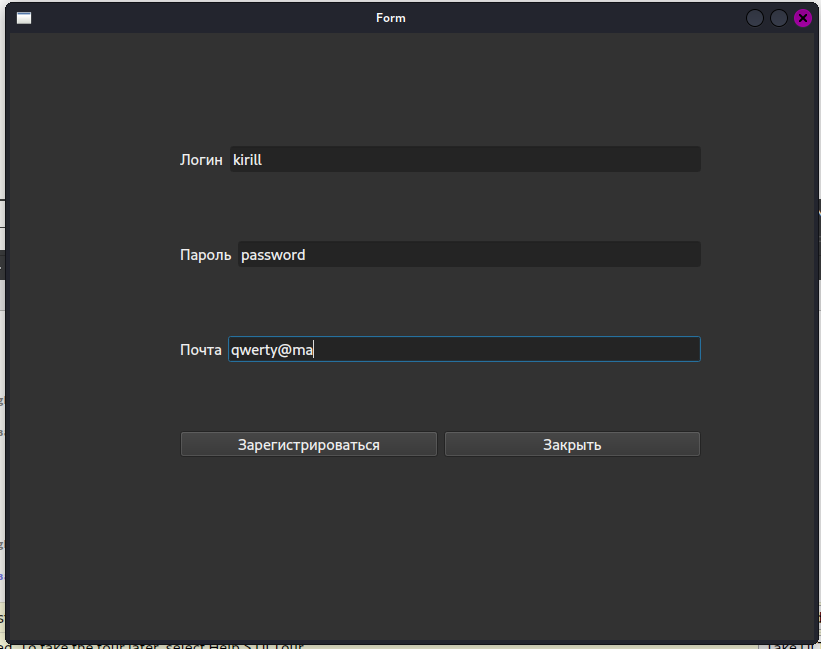 Form
Логин kirill
Пароль password
Почта qwerty@ma
Зарегистрироваться Закрыть